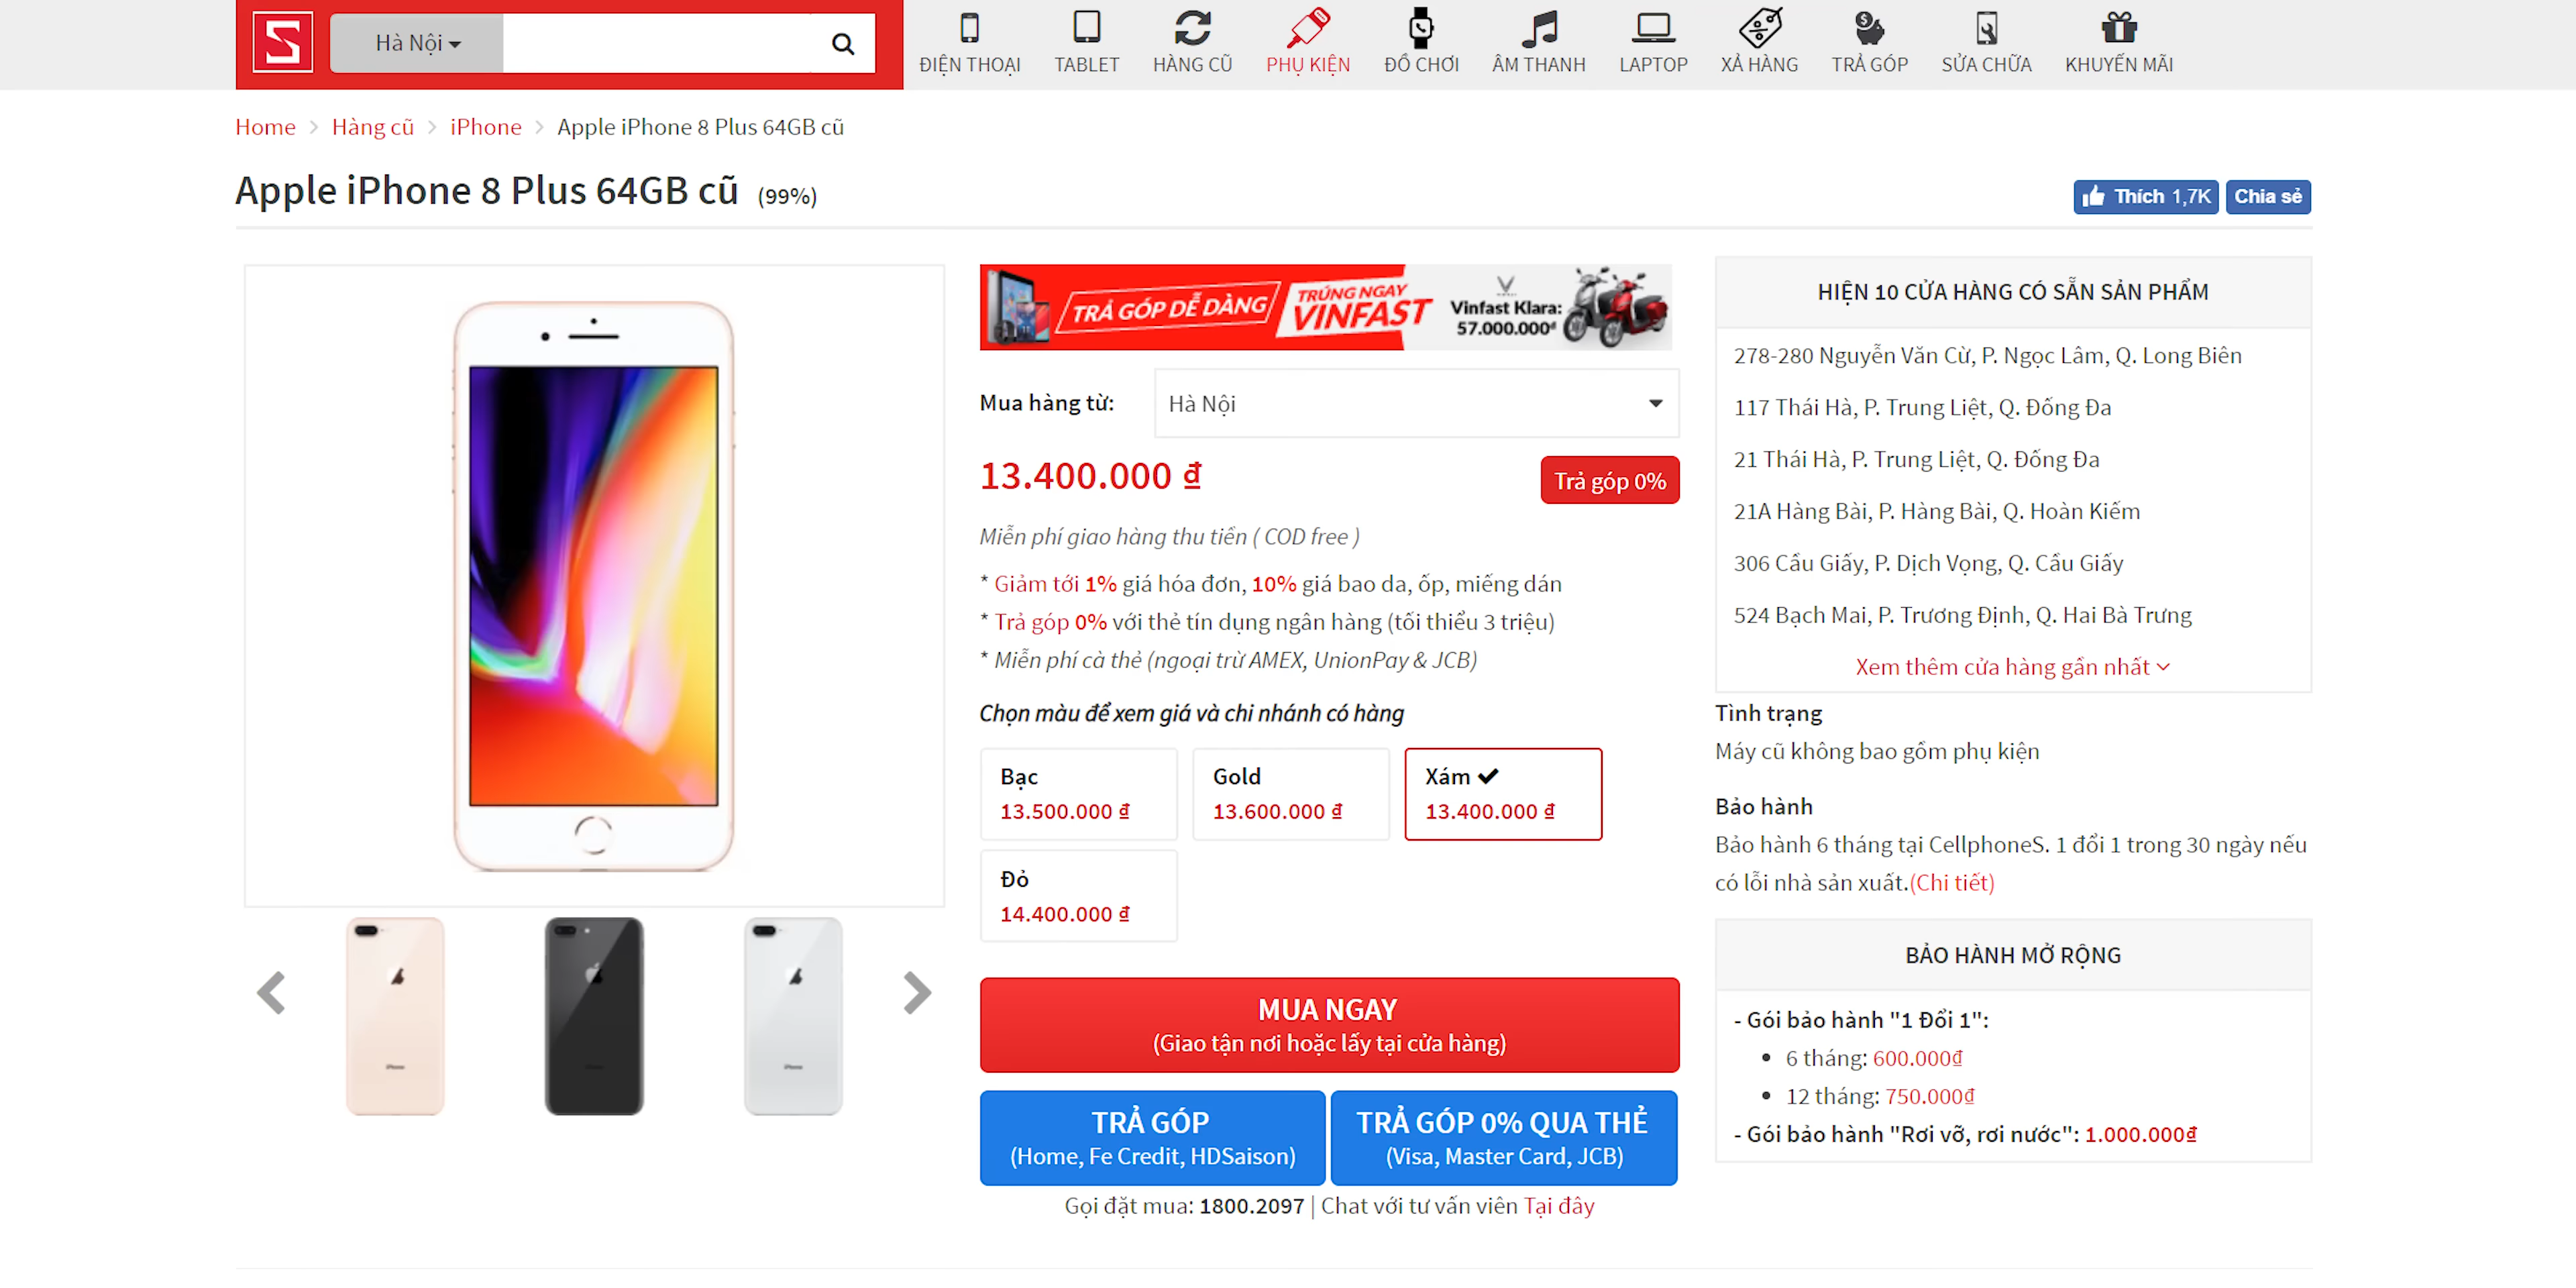 Hà Nội
ĐIỆN THOẠI
TABLET
HÀNG CŨ
PHỤ KIỆN
ĐỒ CHƠI
ÂM THANH
LAPTOP
XẢ HÀNG
TRẢ GÓP
SỬA CHỮA
KHUYẾN MÃI
Home > Hàng cũ > iPhone > Apple iPhone 8 Plus 64GB cũ
Apple iPhone 8 Plus 64GB cũ (99%)
Thích 1,7K
Chia sẻ
TRẢ GÓP DỄ DÀNG
TRÚNG NGAY
VINFAST
Vinfast Klara:
57.000.000đ
Mua hàng từ:
Hà Nội
13.400.000 ₫
Trả góp 0%
Miễn phí giao hàng thu tiền ( COD free )
* Giảm tới 1% giá hóa đơn, 10% giá bao da, ốp, miếng dán
* Trả góp 0% với thẻ tín dụng ngân hàng (tối thiểu 3 triệu)
* Miễn phí cà thẻ (ngoại trừ AMEX, UnionPay & JCB)
Chọn màu để xem giá và chi nhánh có hàng
Bạc
13.500.000 ₫
Gold
13.600.000 ₫
Xám
13.400.000 ₫
Đỏ
14.400.000 ₫
MUA NGAY
(Giao tận nơi hoặc lấy tại cửa hàng)
TRẢ GÓP
(Home, Fe Credit, HDSaison)
TRẢ GÓP 0% QUA THẺ
(Visa, Master Card, JCB)
Gọi đặt mua: 1800.2097 | Chat với tư vấn viên Tại đây
HIỆN 10 CỬA HÀNG CÓ SẴN SẢN PHẨM
278-280 Nguyễn Văn Cừ, P. Ngọc Lâm, Q. Long Biên
117 Thái Hà, P. Trung Liệt, Q. Đống Đa
21 Thái Hà, P. Trung Liệt, Q. Đống Đa
21A Hàng Bài, P. Hàng Bài, Q. Hoàn Kiếm
306 Cầu Giấy, P. Dịch Vọng, Q. Cầu Giấy
524 Bạch Mai, P. Trương Định, Q. Hai Bà Trưng
Xem thêm cửa hàng gần nhất
Tình trạng
Máy cũ không bao gồm phụ kiện
Bảo hành
Bảo hành 6 tháng tại CellphoneS. 1 đổi 1 trong 30 ngày nếu
có lỗi nhà sản xuất.(Chi tiết)
BẢO HÀNH MỞ RỘNG
- Gói bảo hành "1 Đổi 1":
• 6 tháng: 600.000₫
• 12 tháng: 750.000₫
- Gói bảo hành "Rơi vỡ, rơi nước": 1.000.000₫